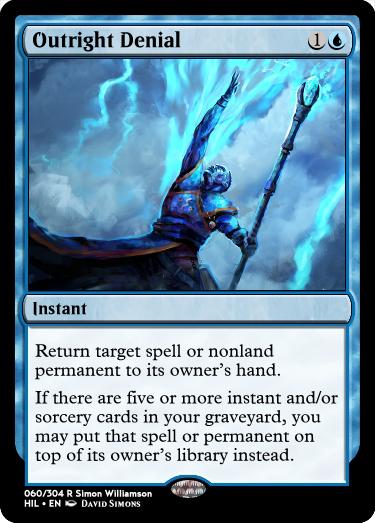 Outright Denial 1
Instant
Return target spell or nonland
permanent to its owner's hand.
If there are five or more instant and/or
sorcery cards in your graveyard, you
may put that spell or permanent on
top of its owner's library instead.
060/304 R Simon Williamson
HIL • EN DAVID SIMONS